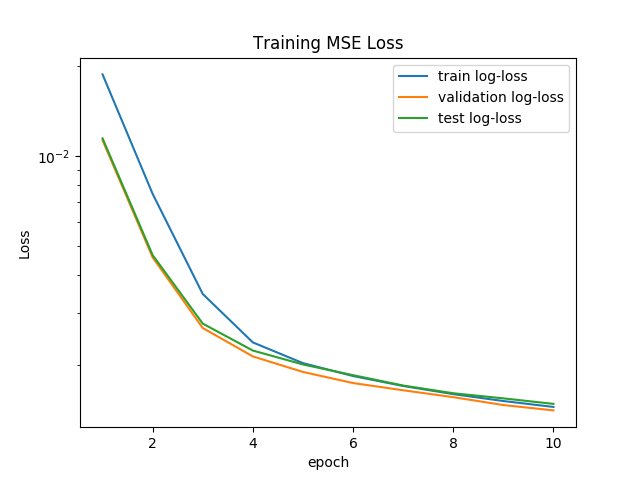 Training MSE Loss
train log-loss
validation log-loss
test log-loss
10⁻²
Loss
2
4
6
8
10
epoch